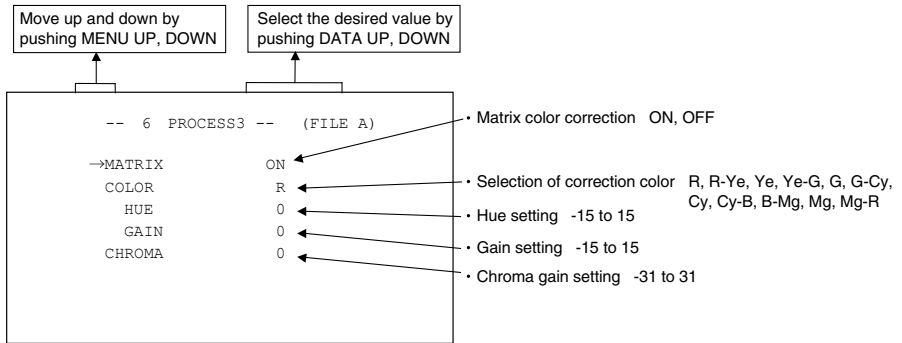 Move up and down by
pushing MENU UP, DOWN
Select the desired value by
pushing DATA UP, DOWN
-- 6 PROCESS3 -- (FILE A)
→MATRIX ON
COLOR R
HUE 0
GAIN 0
CHROMA 0
・Matrix color correction ON, OFF
・Selection of correction color R, R-Ye, Ye, Ye-G, G, G-Cy,
Cy, Cy-B, B-Mg, Mg, Mg-R
・Hue setting -15 to 15
・Gain setting -15 to 15
・Chroma gain setting -31 to 31